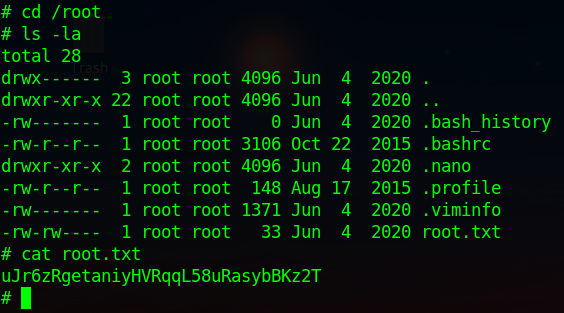 # cd /root
# ls -la
total 28
Trash
drwx------  3 root root 4096 Jun  4  2020 .
drwxr-xr-x 22 root root 4096 Jun  4  2020 ..
-rw-------  1 root root    0 Jun  4  2020 .bash_history
-rw-r--r--  1 root root 3106 Oct 22  2015 .bashrc
drwxr-xr-x  2 root root 4096 Jun  4  2020 .nano
-rw-r--r--  1 root root  148 Aug 17  2015 .profile
-rw-------  1 root root 1371 Jun  4  2020 .viminfo
-rw-rw----  1 root root   33 Jun  4  2020 root.txt
# cat root.txt
uJr6zRgetaniyHVRqqL58uRasybBKz2T
#